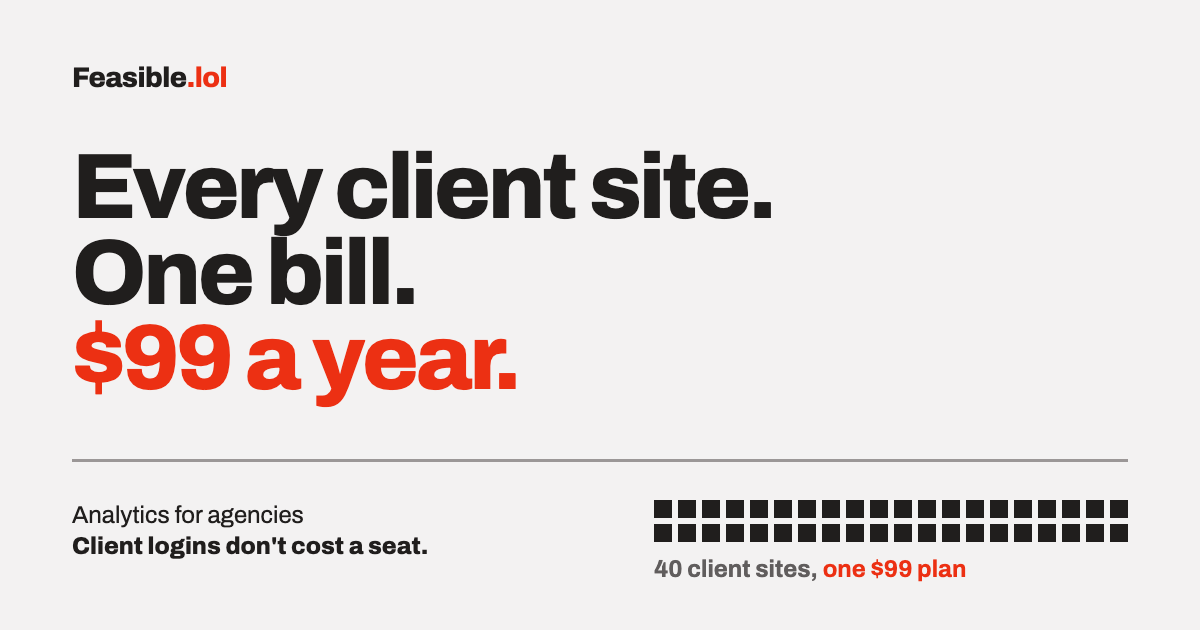 Feasible.lol
Every client site.
One bill.
$99 a year.
Analytics for agencies
Client logins don't cost a seat.
40 client sites, one $99 plan